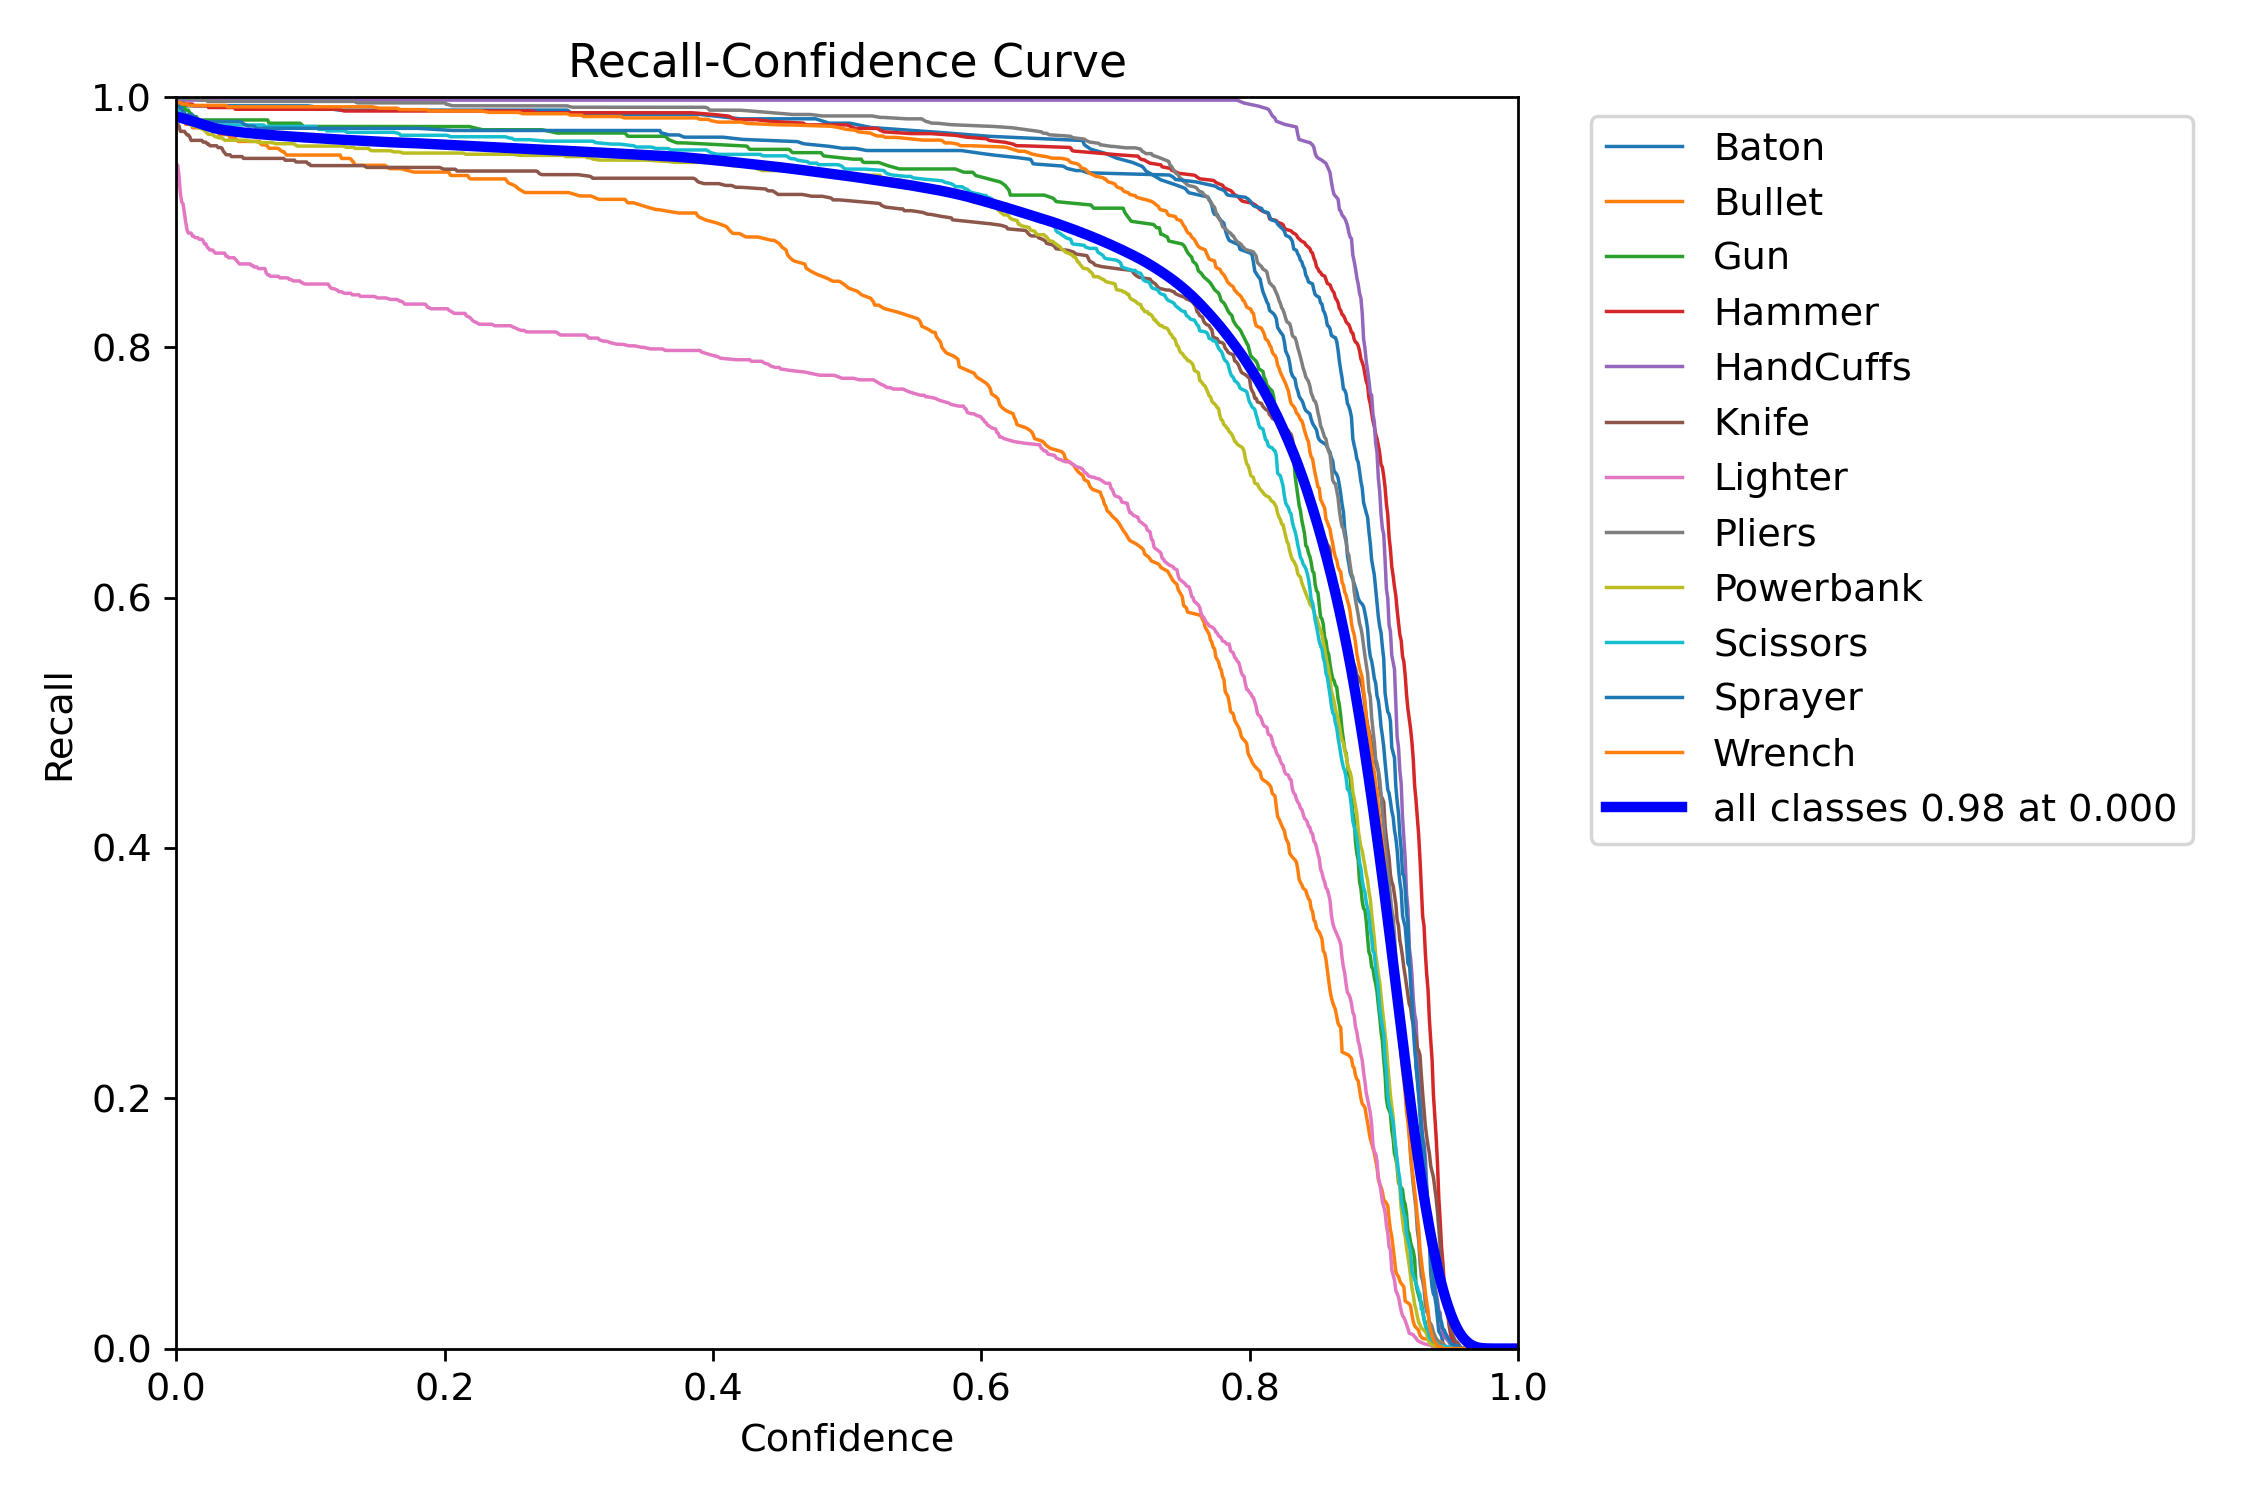 Recall-Confidence Curve
1.0
0.8
0.6
0.4
0.2
0.0
Recall
0.0 0.2 0.4 0.6 0.8 1.0
Confidence
Baton
Bullet
Gun
Hammer
HandCuffs
Knife
Lighter
Pliers
Powerbank
Scissors
Sprayer
Wrench
all classes 0.98 at 0.000